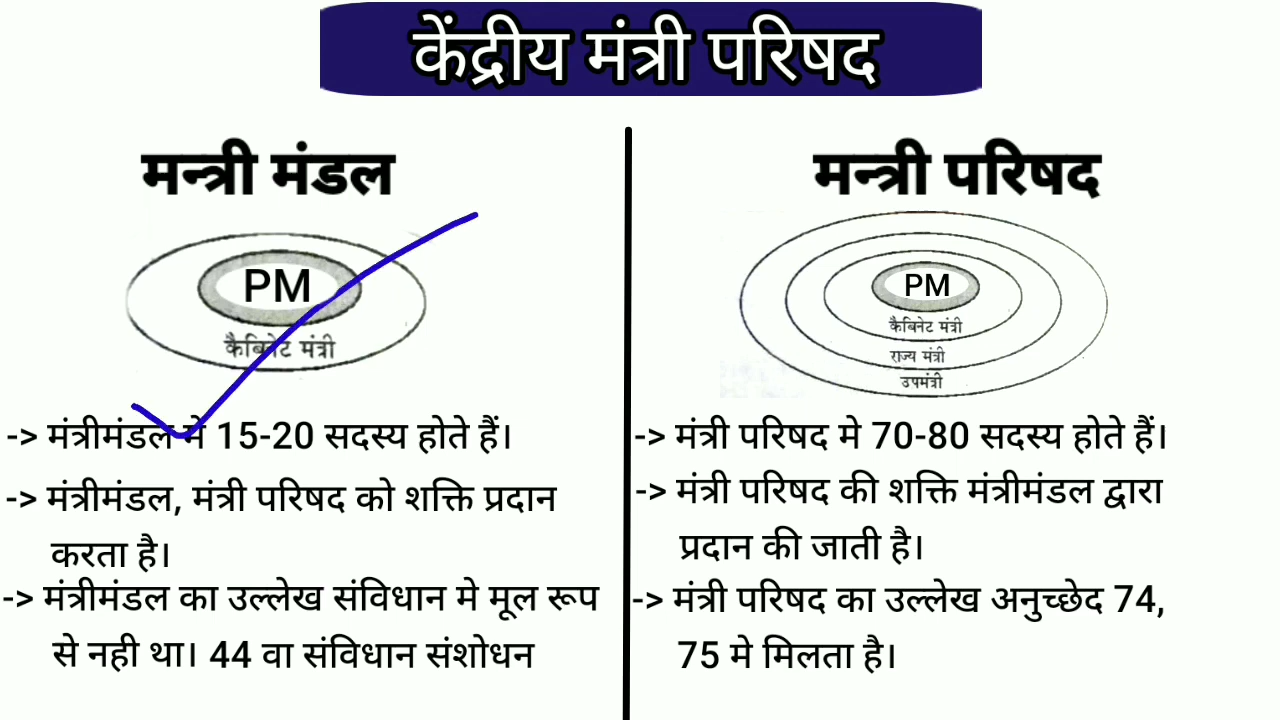 केंद्रीय मंत्री परिषद
मन्त्री मंडल
PM
कैबिनेट मंत्री
-> मंत्रीमंडल मे 15-20 सदस्य होते हैं।
-> मंत्रीमंडल, मंत्री परिषद को शक्ति प्रदान
करता है।
-> मंत्रीमंडल का उल्लेख संविधान मे मूल रूप
से नही था। 44 वा संविधान संशोधन
मन्त्री परिषद
PM
कैबिनेट मंत्री
राज्य मंत्री
उपमंत्री
-> मंत्री परिषद मे 70-80 सदस्य होते हैं।
-> मंत्री परिषद की शक्ति मंत्रीमंडल द्वारा
प्रदान की जाती है।
-> मंत्री परिषद का उल्लेख अनुच्छेद 74,
75 मे मिलता है।